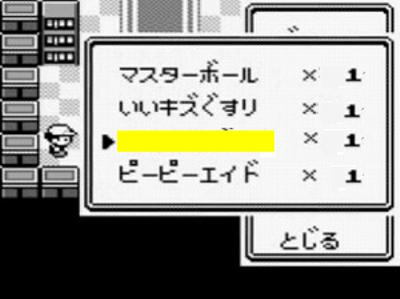 マスターボール × 1
いいキズぐすり × 1
▶ × 1
ピーピーエイド × 1
とじる